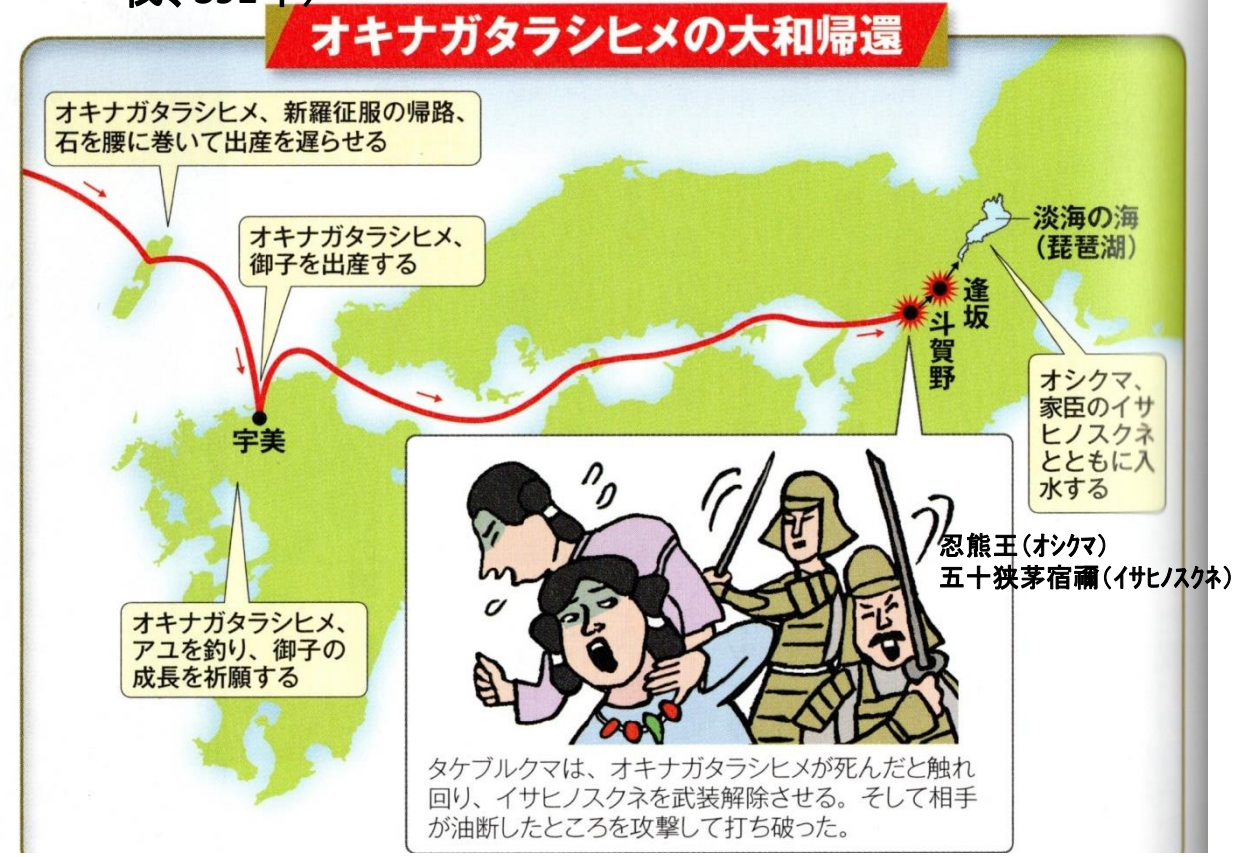 オキナガタラシヒメの大和帰還
オキナガタラシヒメ、新羅征服の帰路、
石を腰に巻いて出産を遅らせる
オキナガタラシヒメ、
御子を出産する
淡海の海
(琵琶湖)
逢坂
斗賀野
宇美
オシクマ、
家臣のイサ
ヒノスクネ
とともに入
水する
忍熊王(オシクマ)
五十狭茅宿禰(イサヒノスクネ)
オキナガタラシヒメ、
アユを釣り、御子の
成長を祈願する
タケブルクマは、オキナガタラシヒメが死んだと触れ
回り、イサヒノスクネを武装解除させる。そして相手
が油断したところを攻撃して打ち破った。